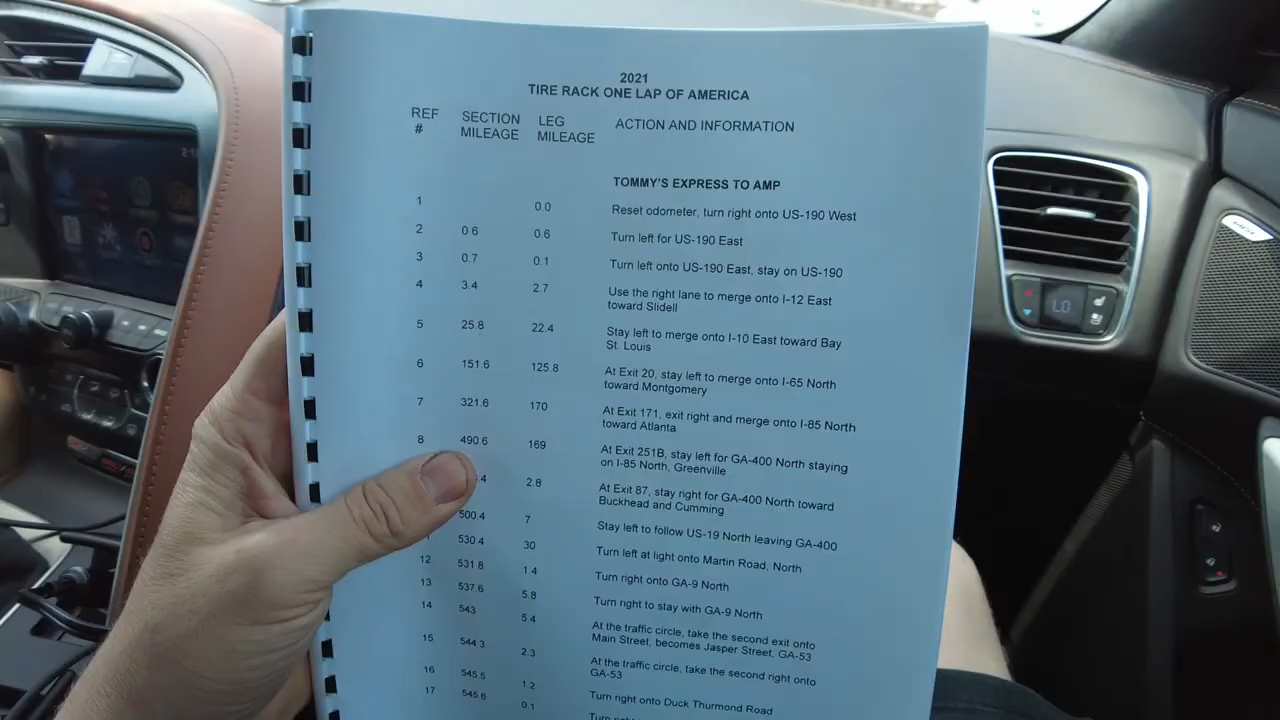 2021
TIRE RACK ONE LAP OF AMERICA
REF # SECTION MILEAGE LEG MILEAGE ACTION AND INFORMATION
TOMMY'S EXPRESS TO AMP
1 0.0 Reset odometer, turn right onto US-190 West
2 0.6 0.6 Turn left for US-190 East
3 0.7 0.1 Turn left onto US-190 East, stay on US-190
4 3.4 2.7 Use the right lane to merge onto I-12 East
toward Slidell
5 25.8 22.4 Stay left to merge onto I-10 East toward Bay
St. Louis
6 151.6 125.8 At Exit 20, stay left to merge onto I-65 North
toward Montgomery
7 321.6 170 At Exit 171, exit right and merge onto I-85 North
toward Atlanta
8 490.6 169 At Exit 251B, stay left for GA-400 North staying
on I-85 North, Greenville
.4 2.8 At Exit 87, stay right for GA-400 North toward
Buckhead and Cumming
500.4 7 Stay left to follow US-19 North leaving GA-400
530.4 30 Turn left at light onto Martin Road, North
12 531.8 1.4 Turn right onto GA-9 North
13 537.6 5.8 Turn right to stay with GA-9 North
14 543 5.4 At the traffic circle, take the second exit onto
Main Street, becomes Jasper Street, GA-53
15 544.3 2.3 At the traffic circle, take the second right onto
GA-53
16 545.5 1.2 Turn right onto Duck Thurmond Road
17 545.6 0.1
LO